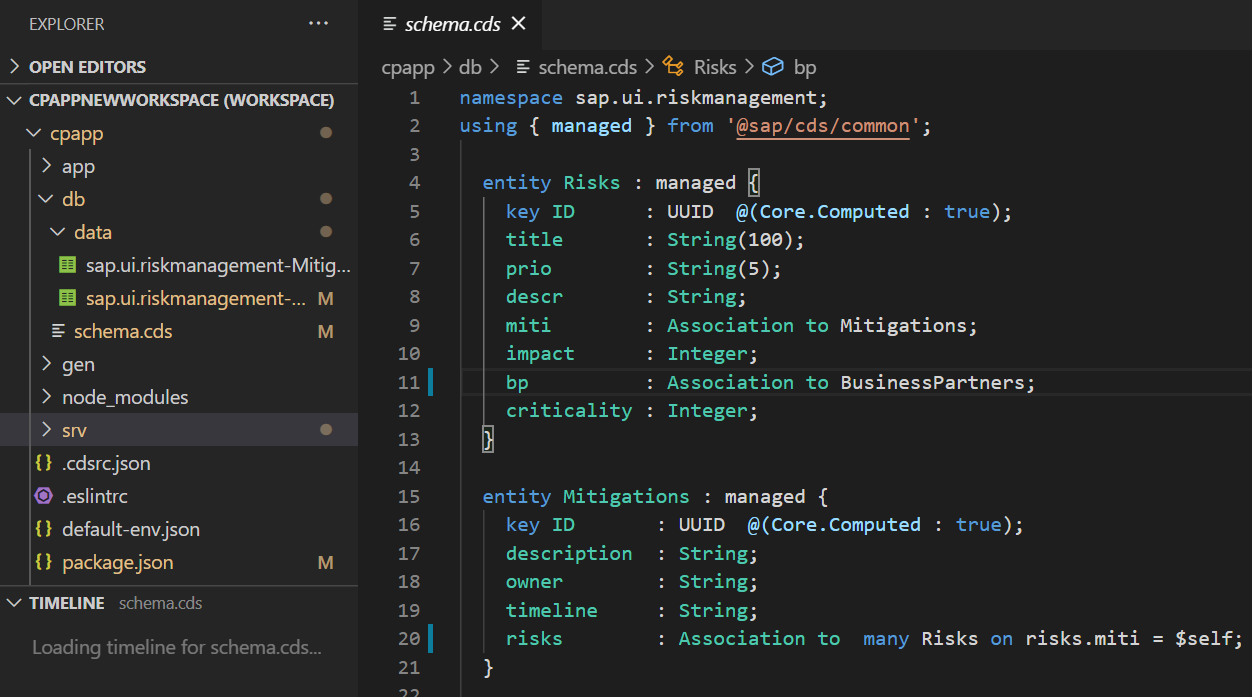 EXPLORER
···
OPEN EDITORS
CPAPPNEWWORKSPACE (WORKSPACE)
cpapp
app
db
data
sap.ui.riskmanagement-Mitig...
sap.ui.riskmanagement-... M
schema.cds M
gen
node_modules
srv
.cdsrc.json
.eslintrc
default-env.json
package.json M
TIMELINE schema.cds
Loading timeline for schema.cds...
schema.cds
cpapp > db > schema.cds > Risks > bp
1 namespace sap.ui.riskmanagement;
2 using { managed } from '@sap/cds/common';
3
4 entity Risks : managed {
5 key ID : UUID @(Core.Computed : true);
6 title : String(100);
7 prio : String(5);
8 descr : String;
9 miti : Association to Mitigations;
10 impact : Integer;
11 bp : Association to BusinessPartners;
12 criticality : Integer;
13 }
14
15 entity Mitigations : managed {
16 key ID : UUID @(Core.Computed : true);
17 description : String;
18 owner : String;
19 timeline : String;
20 risks : Association to many Risks on risks.miti = $self;
21 }
22